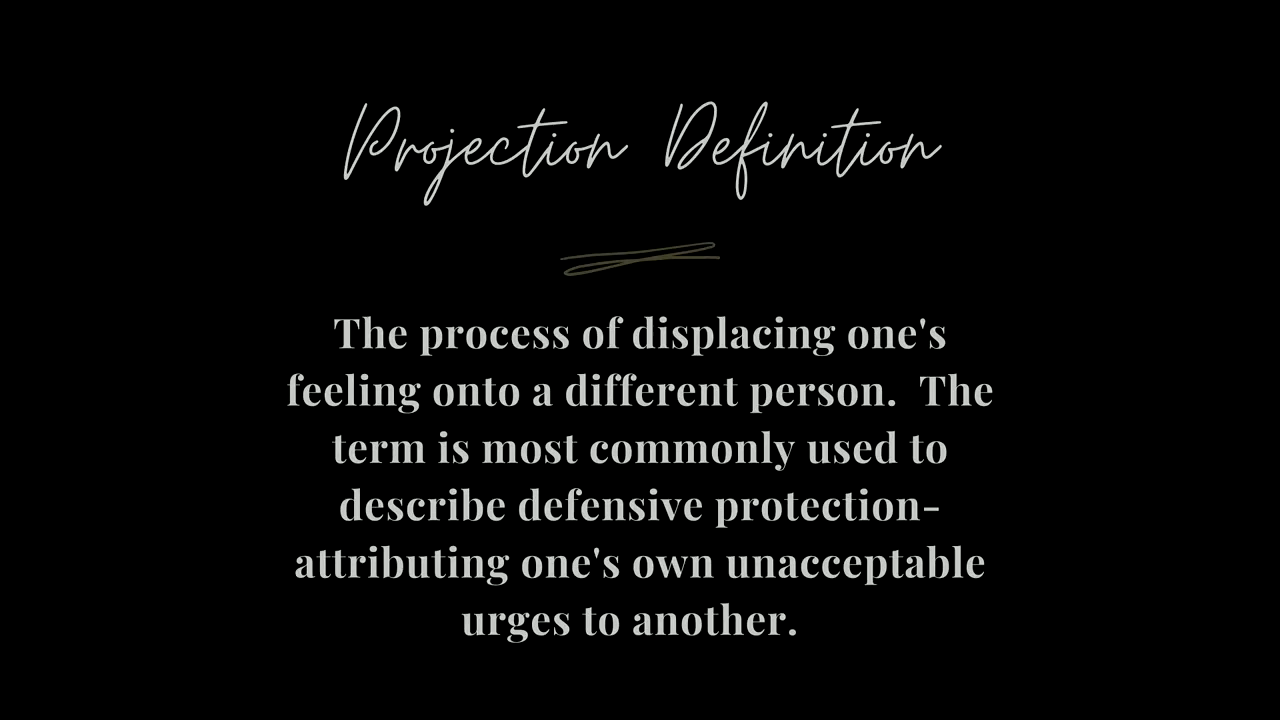 Projection Definition
The process of displacing one's
feeling onto a different person.  The
term is most commonly used to
describe defensive protection-
attributing one's own unacceptable
urges to another.